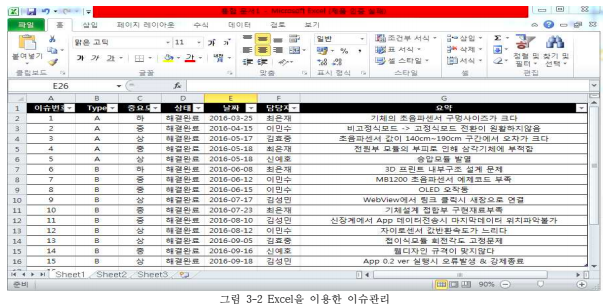 파일 홈 삽입 페이지 레이아웃 수식 데이터 검토 보기
붙여넣기 맑은 고딕 11 일반 조건부 서식 삽입
가 가 가 % 표 서식 삭제 정렬 및 찾기 및
셀 스타일 서식 필터 선택
클립보드 글꼴 맞춤 표시 형식 스타일 셀 편집
E26 fx
A B C D E F G
1 이슈번호 Type 중요도 상태 날짜 담당자 요약
2 1 A 하 해결완료 2016-03-25 최은재 기체의 초음파센서 구멍사이즈가 크다
3 2 A 중 해결완료 2016-04-15 이민수 비고정식모드 -> 고정식모드 전환이 원활하지않음
4 3 A 상 해결완료 2016-05-17 김효중 초음파센서 값이 140cm~190cm 구간에서 오차가 크다
5 4 A 중 해결완료 2016-05-18 최은재 전원부 모듈의 부피로 인해 삼각기체에 부적합
6 5 A 상 해결완료 2016-05-18 신예호 승압모듈 발열
7 6 B 하 해결완료 2016-06-08 최은재 3D 프린트 내부구조 설계 문제
8 7 B 중 해결완료 2016-06-12 이민수 MB1200 초음파센서 예제코드 부족
9 8 B 중 해결완료 2016-06-15 이민수 OLED 오작동
10 9 B 상 해결완료 2016-07-17 김성민 WebView에서 링크 클릭시 새창으로 연결
11 10 B 중 해결완료 2016-07-23 최은재 기체설계 접합부 구현재료부족
12 11 B 중 해결완료 2016-08-10 김성민 신장계에서 App 데이터전송시 마지막데이터 위치파악불가
13 12 B 상 해결완료 2016-08-12 이민수 자이로센서 값반환속도가 느리다
14 13 B 상 해결완료 2016-09-05 김효중 접이식모듈 회전각도 고정문제
15 14 B 중 해결완료 2016-09-16 신예호 웹디자인 규격이 맞지않다
16 15 B 상 해결완료 2016-09-18 김성민 App 0.2 ver 실행시 오류발생 & 강제종료
Sheet1 Sheet2 Sheet3
준비 90%
그림 3-2 Excel을 이용한 이슈관리